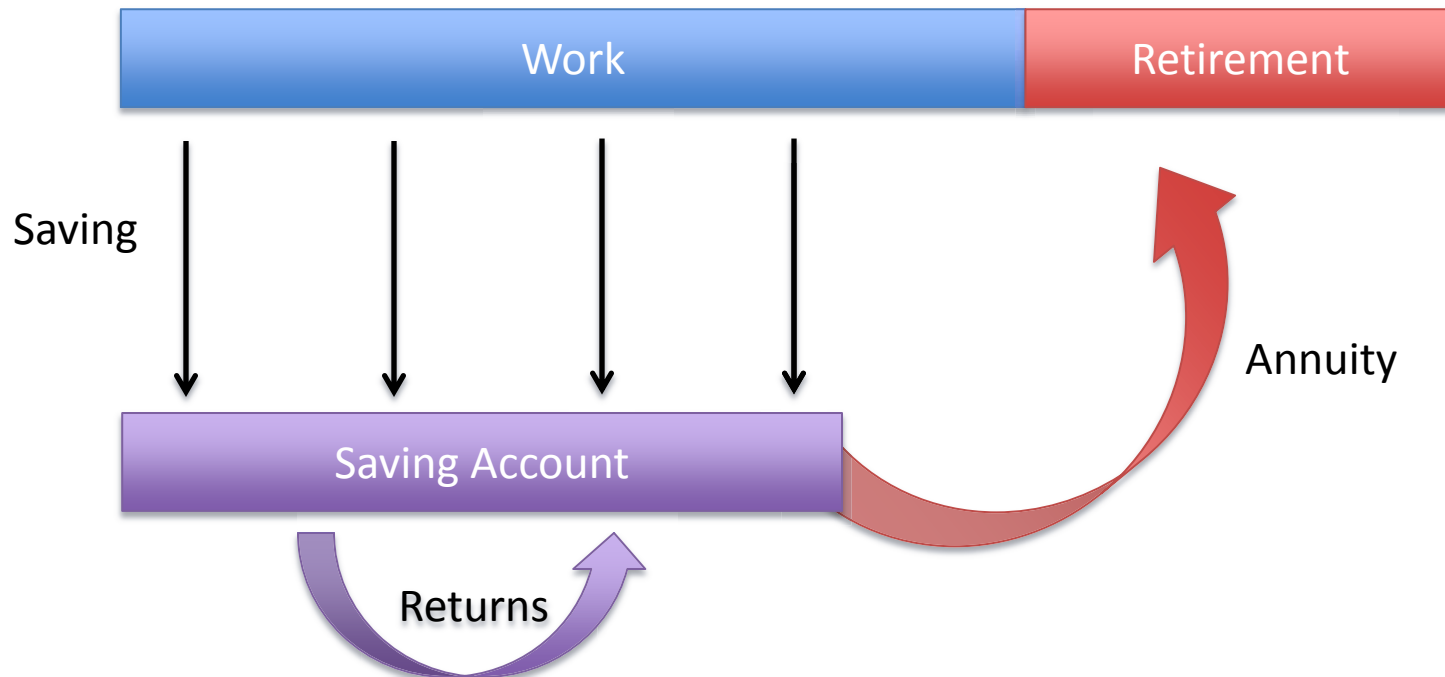 Work
Retirement
Saving
Annuity
Saving Account
Returns